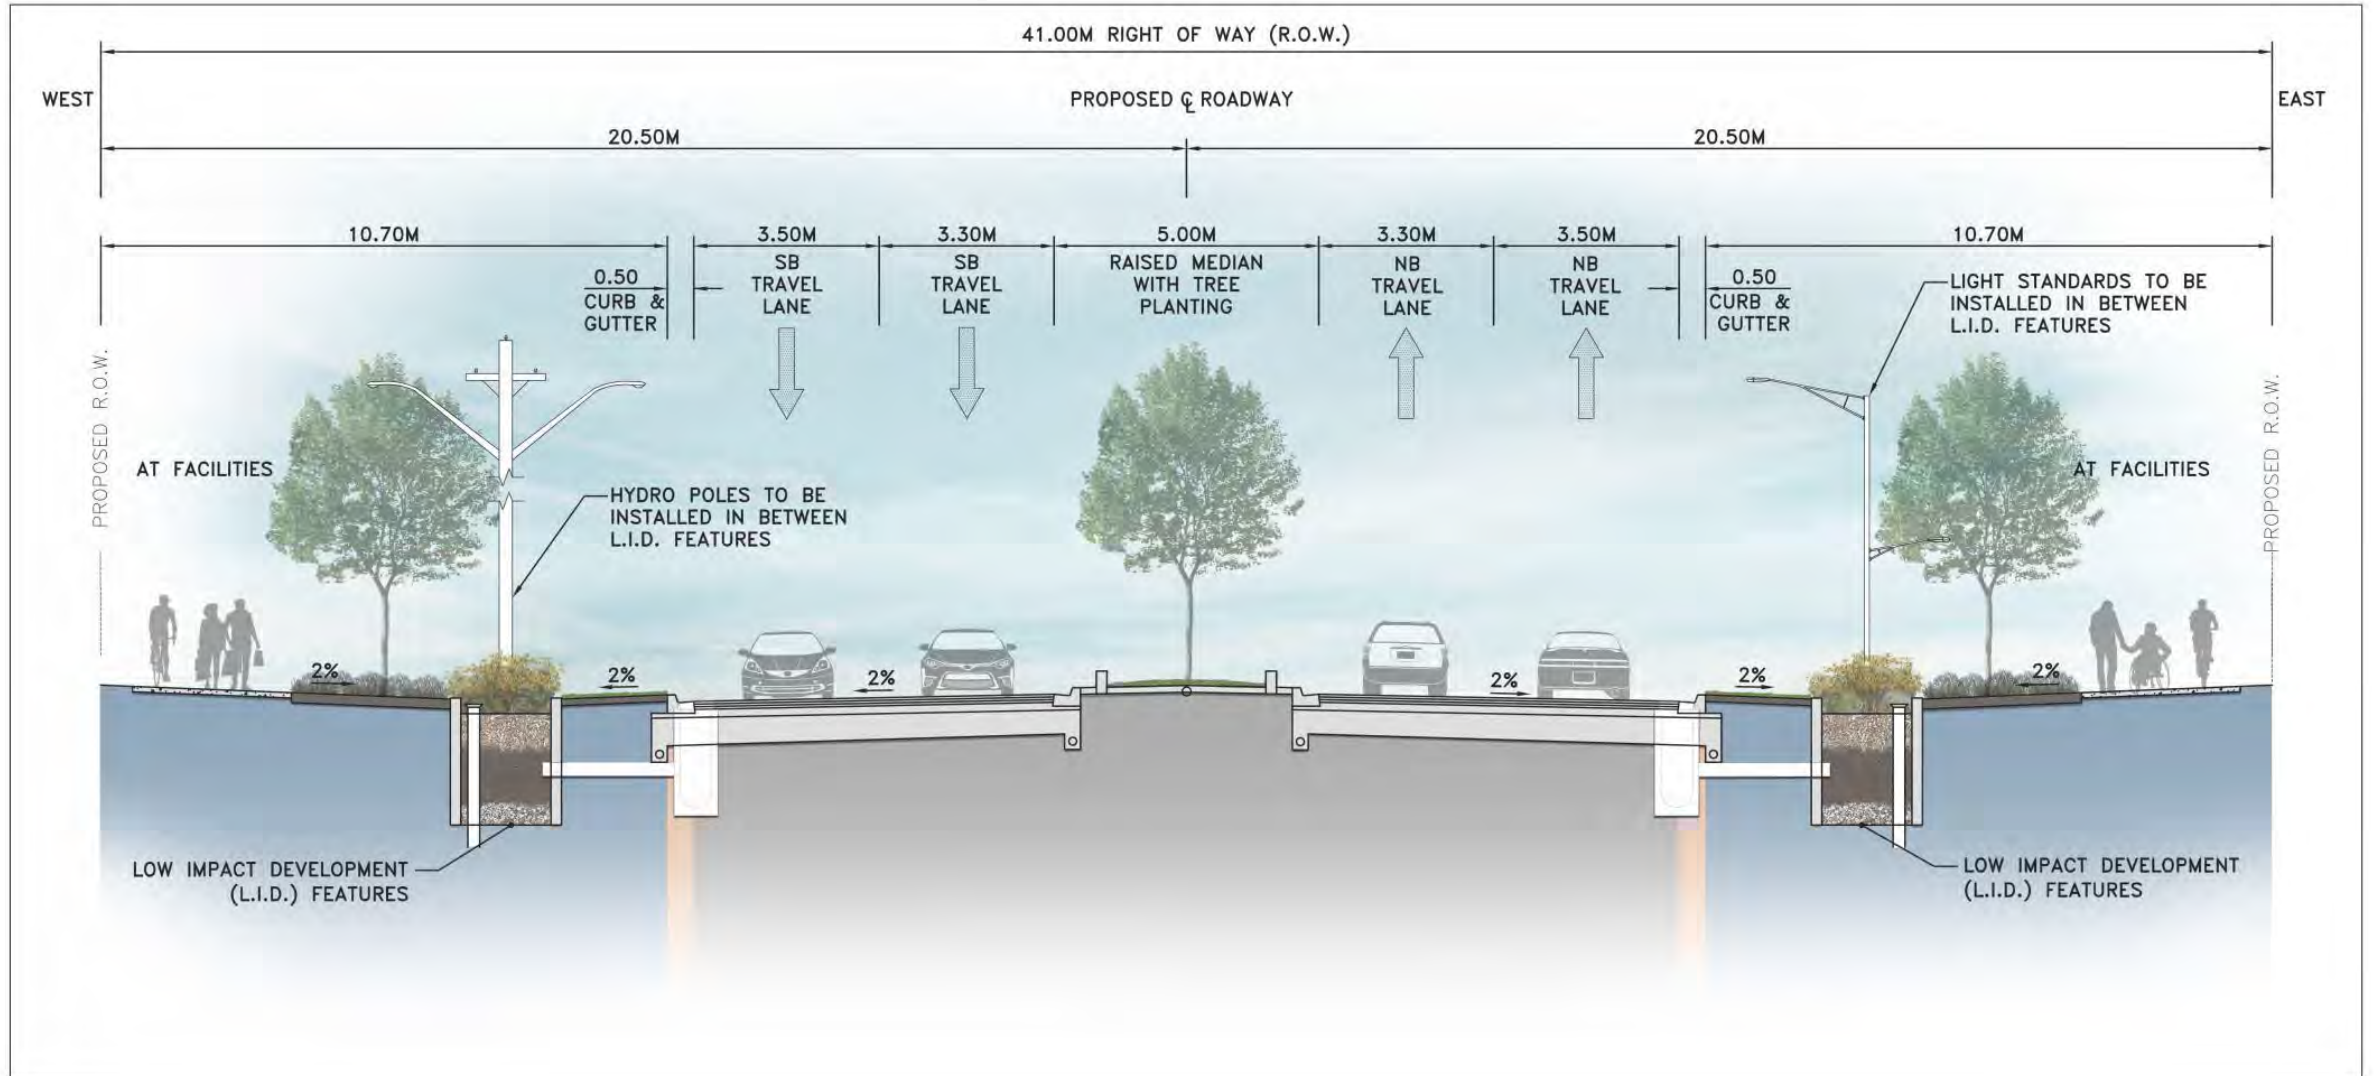 41.00M RIGHT OF WAY (R.O.W.)
WEST
PROPOSED ℄ ROADWAY
EAST
20.50M
20.50M
10.70M
3.50M
3.30M
5.00M
3.30M
3.50M
10.70M
0.50
CURB &
GUTTER
SB
TRAVEL
LANE
SB
TRAVEL
LANE
RAISED MEDIAN
WITH TREE
PLANTING
NB
TRAVEL
LANE
NB
TRAVEL
LANE
0.50
CURB &
GUTTER
LIGHT STANDARDS TO BE
INSTALLED IN BETWEEN
L.I.D. FEATURES
PROPOSED R.O.W.
AT FACILITIES
HYDRO POLES TO BE
INSTALLED IN BETWEEN
L.I.D. FEATURES
AT FACILITIES
PROPOSED R.O.W.
2%
2%
2%
2%
2%
2%
LOW IMPACT DEVELOPMENT
(L.I.D.) FEATURES
LOW IMPACT DEVELOPMENT
(L.I.D.) FEATURES